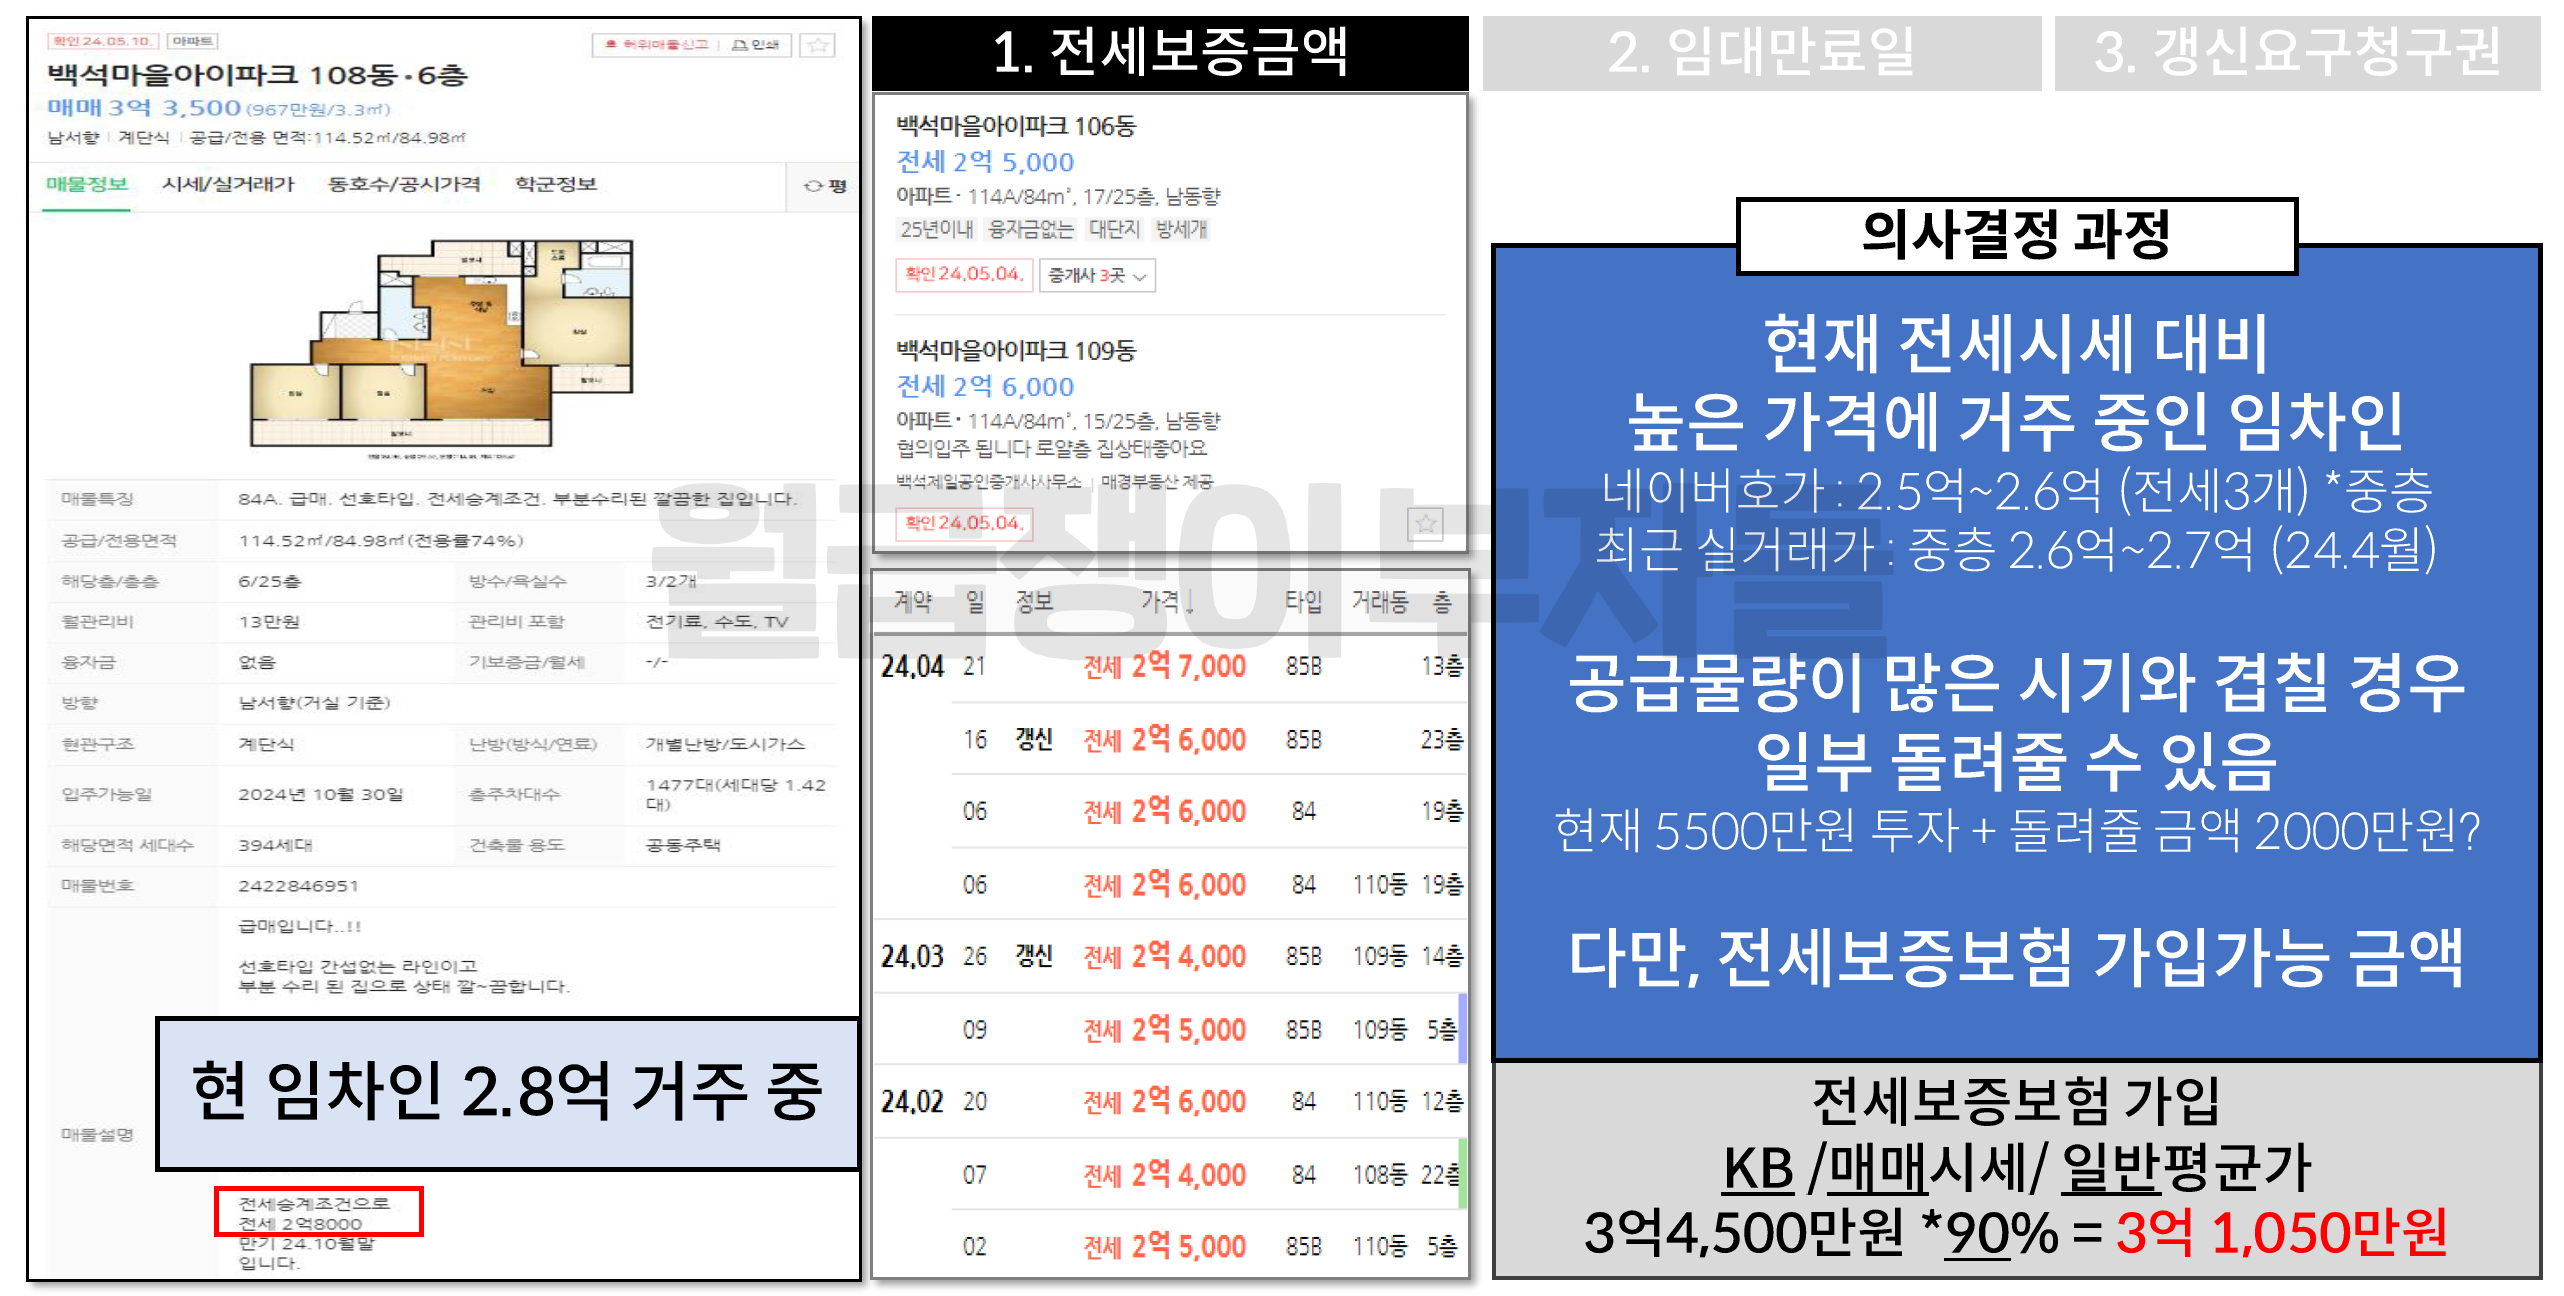 확인 24.05.10. 아파트
허위매물신고 | 인쇄
백석마을아이파크 108동 · 6층
매매 3억 3,500 (967만원/3.3㎡)
남서향 | 계단식 | 공급/전용 면적:114.52㎡/84.98㎡
매물정보 시세/실거래가 동호수/공시가격 학군정보 평
매물특징 84A. 급매. 선호타입. 전세승계조건. 부분수리된 깔끔한 집입니다.
공급/전용면적 114.52㎡/84.98㎡(전용률74%)
해당층/총층 6/25층 방수/욕실수 3/2개
월관리비 13만원 관리비 포함 전기료, 수도, TV
융자금 없음 기보증금/월세 -/-
방향 남서향(거실 기준)
현관구조 계단식 난방(방식/연료) 개별난방/도시가스
입주가능일 2024년 10월 30일 총주차대수 1477대(세대당 1.42대)
해당면적 세대수 394세대 건축물 용도 공동주택
매물번호 2422846951
급매입니다..!!
선호타입 간섭없는 라인이고
부분 수리 된 집으로 상태 깔~끔합니다.
현 임차인 2.8억 거주 중
매물설명
전세승계조건으로
전세 2억8000
만기 24.10월말
입니다.
1. 전세보증금액
2. 임대만료일
3. 갱신요구청구권
백석마을아이파크 106동
전세 2억 5,000
아파트 · 114A/84m², 17/25층, 남동향
25년이내 융자금없는 대단지 방세개
확인 24.05.04. 중개사 3곳
백석마을아이파크 109동
전세 2억 6,000
아파트 · 114A/84m², 15/25층, 남동향
협의입주 됩니다 로얄층 집상태좋아요
백석제일공인중개사사무소 | 매경부동산 제공
확인 24.05.04.
월급쟁이부자들
계약 일 정보 가격↓ 타입 거래동 층
24.04 21 전세 2억 7,000 85B 13층
16 갱신 전세 2억 6,000 85B 23층
06 전세 2억 6,000 84 19층
06 전세 2억 6,000 84 110동 19층
24.03 26 갱신 전세 2억 4,000 85B 109동 14층
09 전세 2억 5,000 85B 109동 5층
24.02 20 전세 2억 6,000 84 110동 12층
07 전세 2억 4,000 84 108동 22층
02 전세 2억 5,000 85B 110동 5층
의사결정 과정
현재 전세시세 대비
높은 가격에 거주 중인 임차인
네이버호가 : 2.5억~2.6억 (전세3개) *중층
최근 실거래가 : 중층 2.6억~2.7억 (24.4월)
공급물량이 많은 시기와 겹칠 경우
일부 돌려줄 수 있음
현재 5500만원 투자 + 돌려줄 금액 2000만원?
다만, 전세보증보험 가입가능 금액
전세보증보험 가입
KB /매매시세/ 일반평균가
3억4,500만원 *90% = 3억 1,050만원